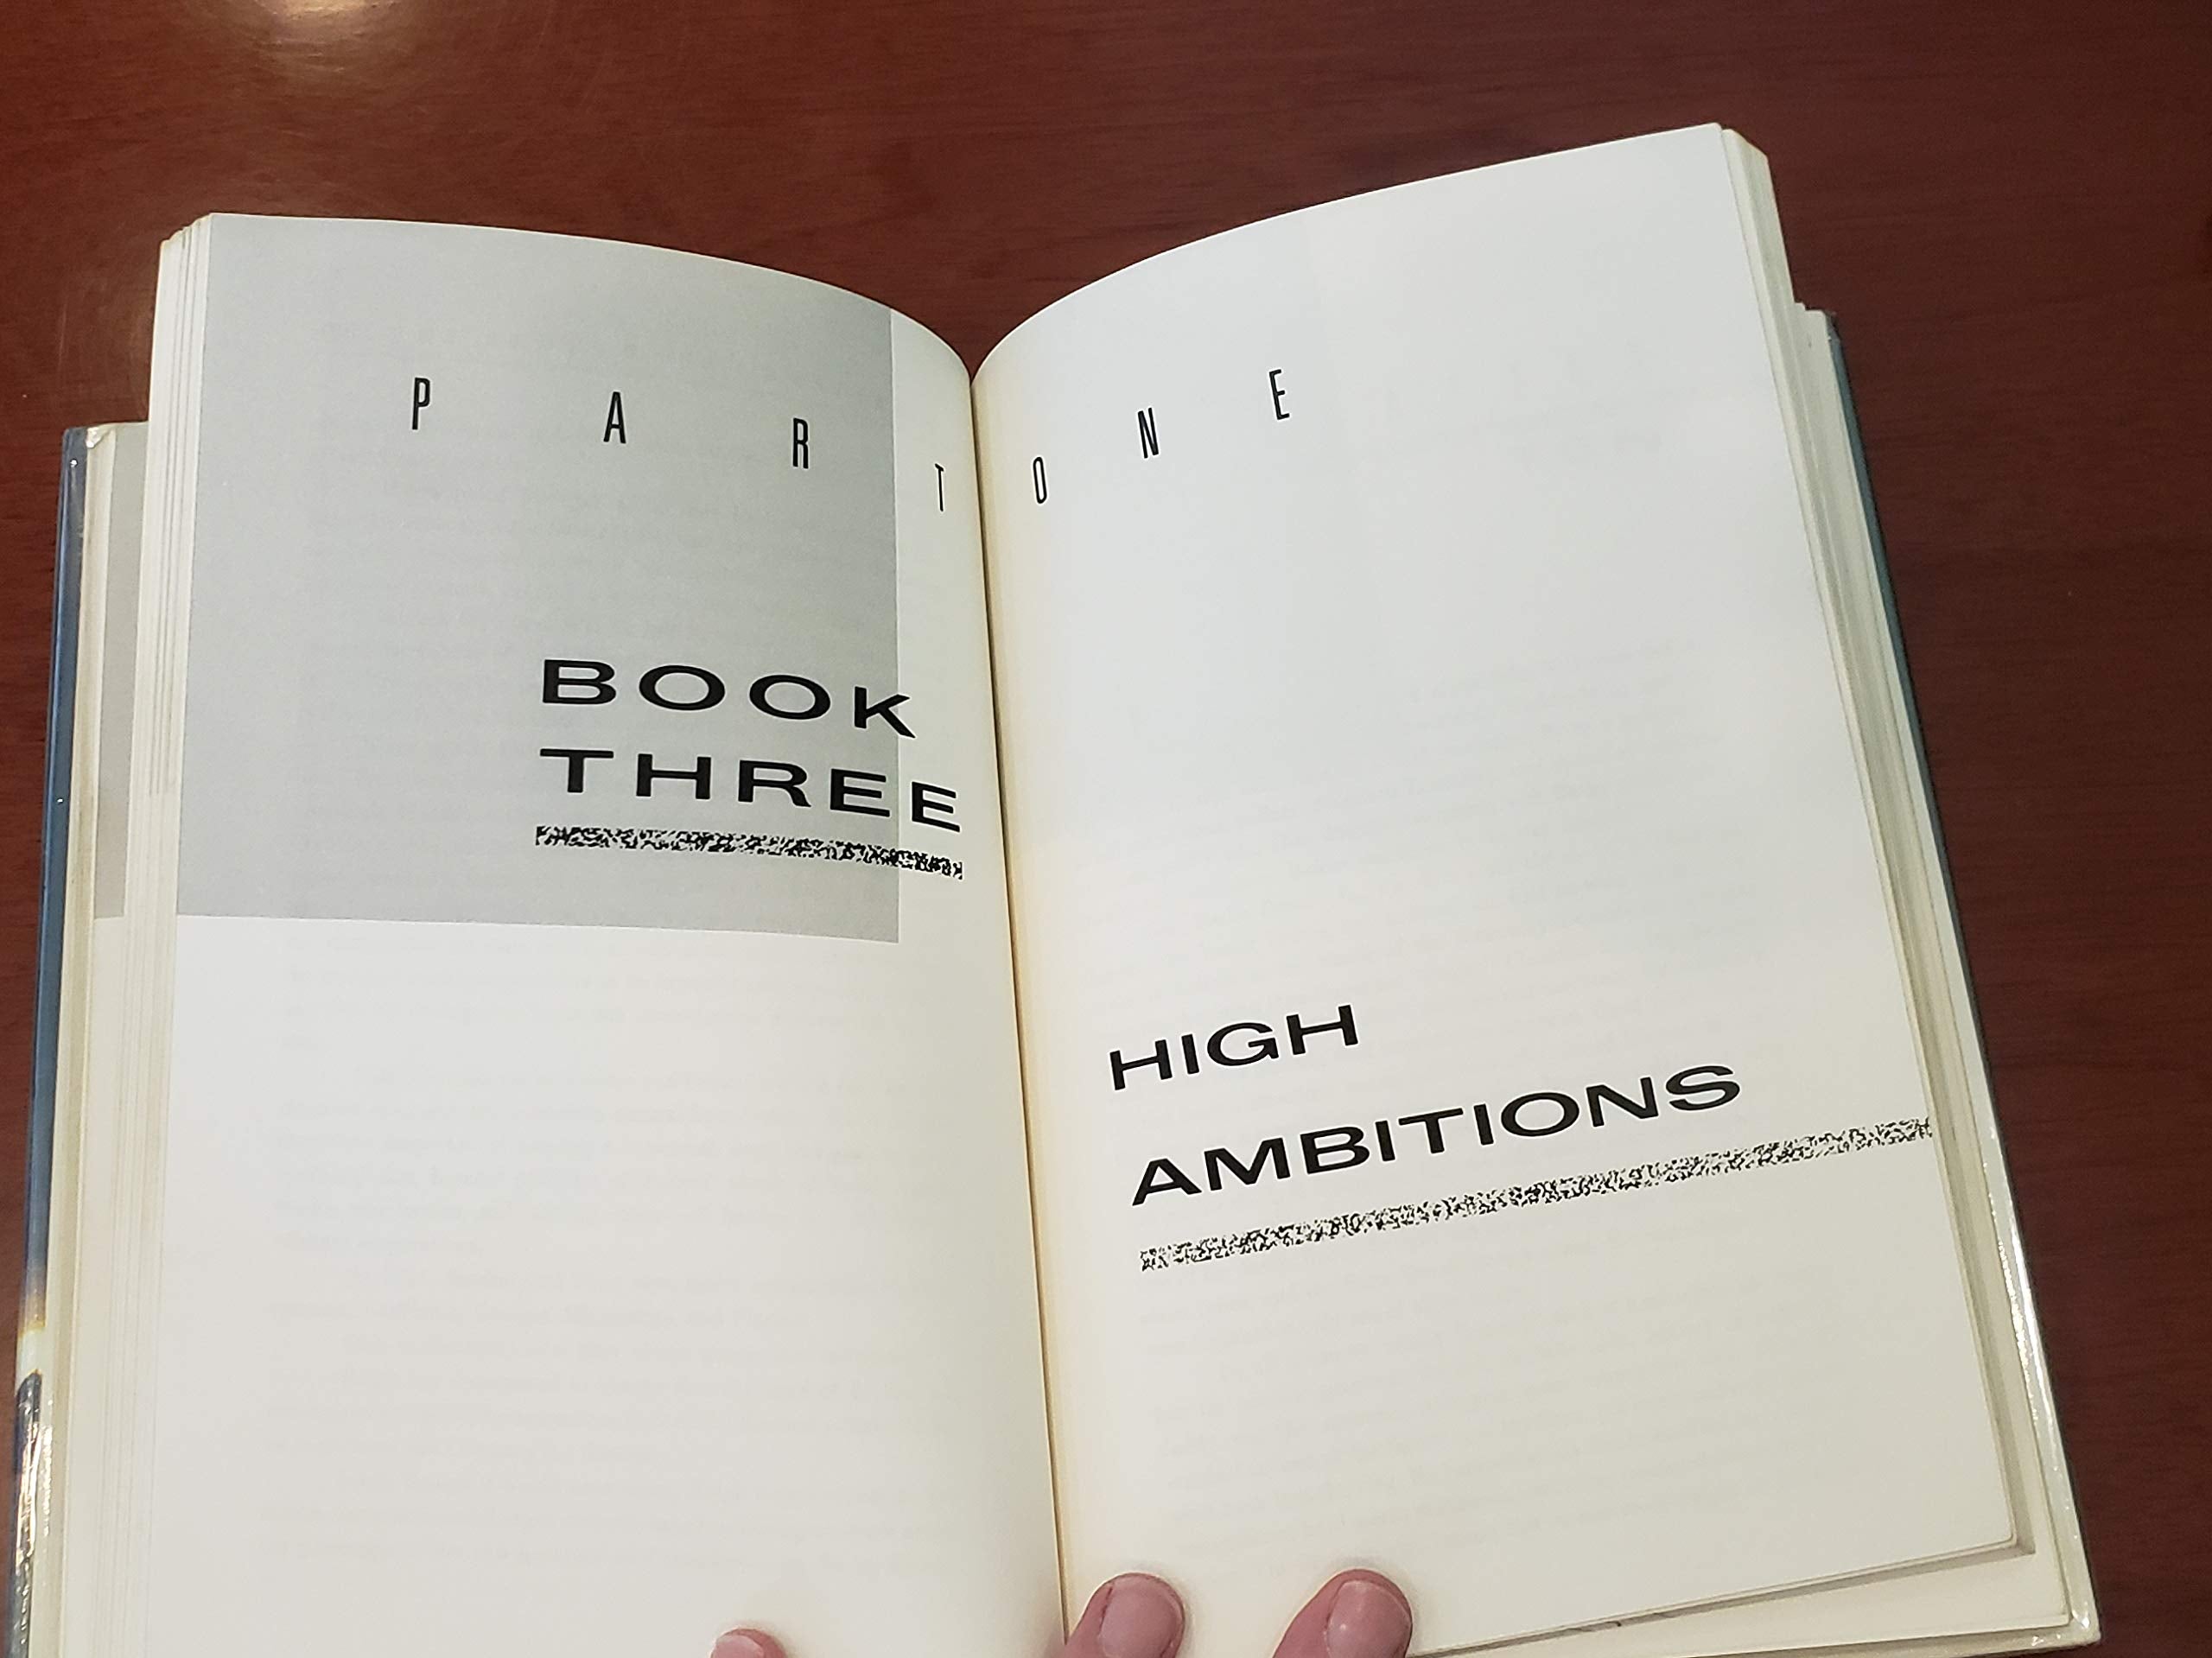 P A R T O N E
BOOK
THREE
HIGH
AMBITIONS